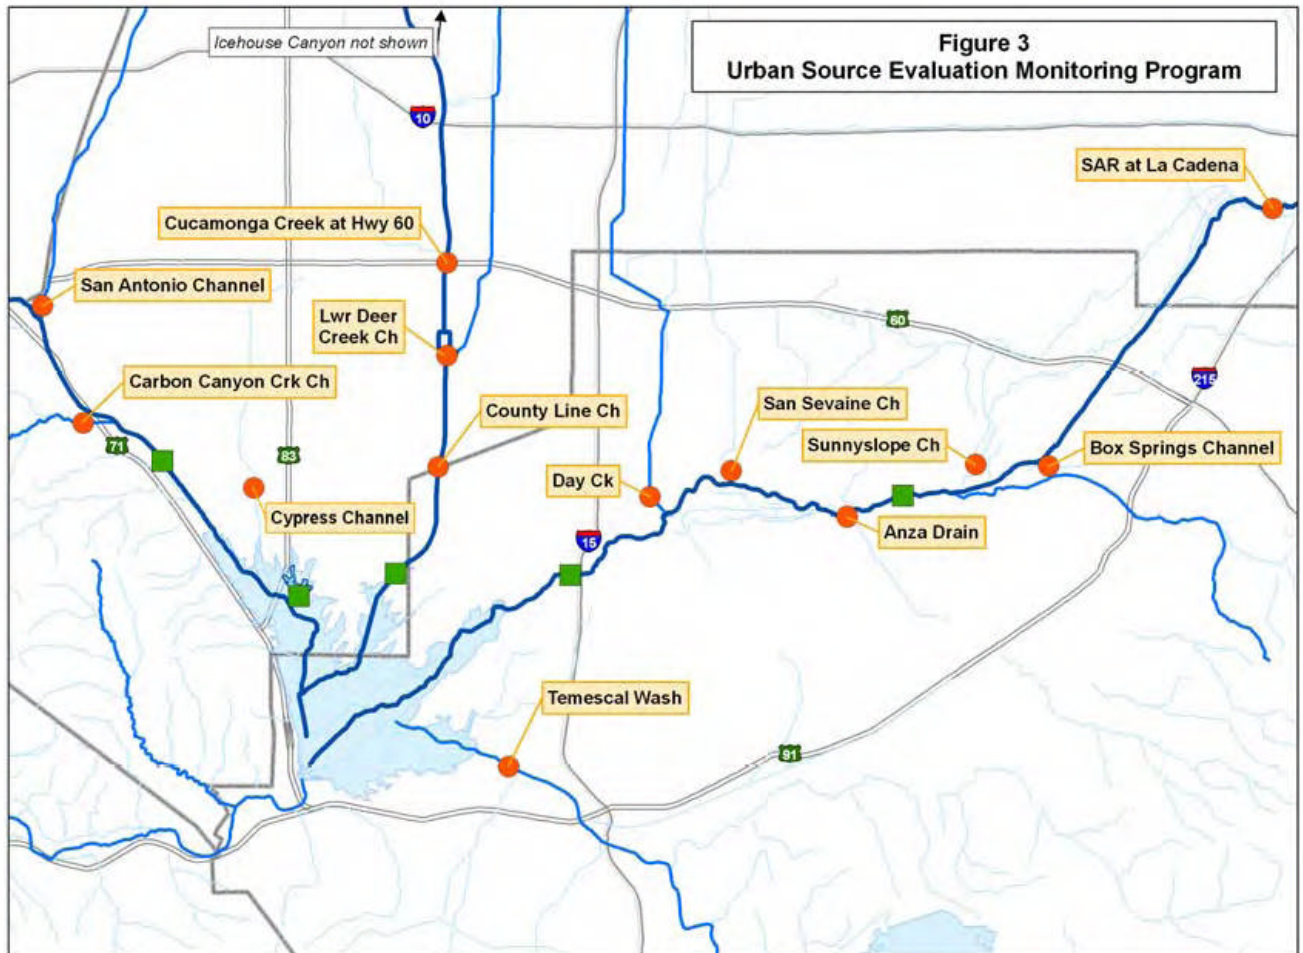 Figure 3
Urban Source Evaluation Monitoring Program
Icehouse Canyon not shown
10
SAR at La Cadena
Cucamonga Creek at Hwy 60
San Antonio Channel
Lwr Deer
Creek Ch
60
215
Carbon Canyon Crk Ch
County Line Ch
San Sevaine Ch
Sunnyslope Ch
Box Springs Channel
71
83
Day Ck
Cypress Channel
Anza Drain
15
Temescal Wash
91